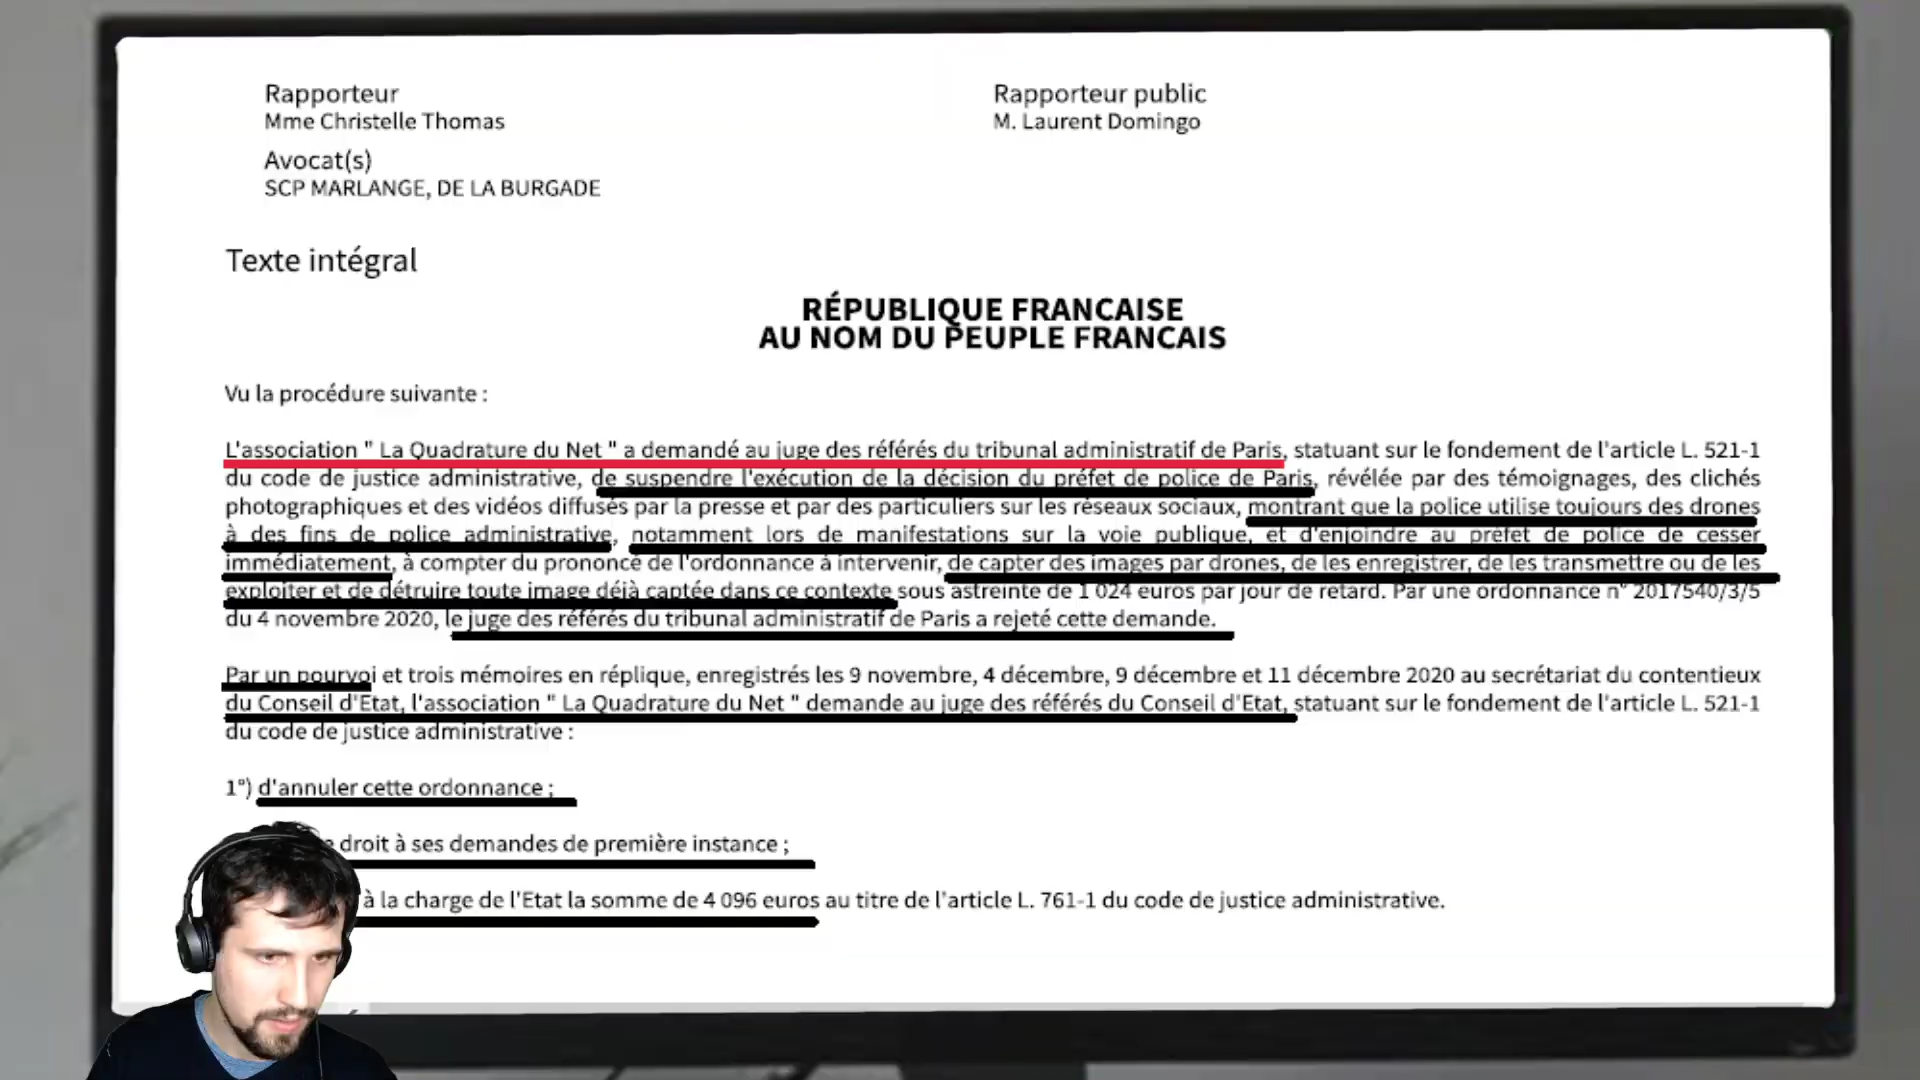 Rapporteur
Mme Christelle Thomas
Rapporteur public
M. Laurent Domingo
Avocat(s)
SCP MARLANGE, DE LA BURGADE
Texte intégral
RÉPUBLIQUE FRANCAISE
AU NOM DU PEUPLE FRANCAIS
Vu la procédure suivante :
L'association " La Quadrature du Net " a demandé au juge des référés du tribunal administratif de Paris, statuant sur le fondement de l'article L. 521-1
du code de justice administrative, de suspendre l'exécution de la décision du préfet de police de Paris, révélée par des témoignages, des clichés
photographiques et des vidéos diffusés par la presse et par des particuliers sur les réseaux sociaux, montrant que la police utilise toujours des drones
à des fins de police administrative, notamment lors de manifestations sur la voie publique, et d'enjoindre au préfet de police de cesser
immédiatement, à compter du prononcé de l'ordonnance à intervenir, de capter des images par drones, de les enregistrer, de les transmettre ou de les
exploiter et de détruire toute image déjà captée dans ce contexte sous astreinte de 1 024 euros par jour de retard. Par une ordonnance n° 2017540/3/5
du 4 novembre 2020, le juge des référés du tribunal administratif de Paris a rejeté cette demande.
Par un pourvoi et trois mémoires en réplique, enregistrés les 9 novembre, 4 décembre, 9 décembre et 11 décembre 2020 au secrétariat du contentieux
du Conseil d'Etat, l'association " La Quadrature du Net " demande au juge des référés du Conseil d'Etat, statuant sur le fondement de l'article L. 521-1
du code de justice administrative :
1°) d'annuler cette ordonnance ;
droit à ses demandes de première instance ;
à la charge de l'Etat la somme de 4 096 euros au titre de l'article L. 761-1 du code de justice administrative.